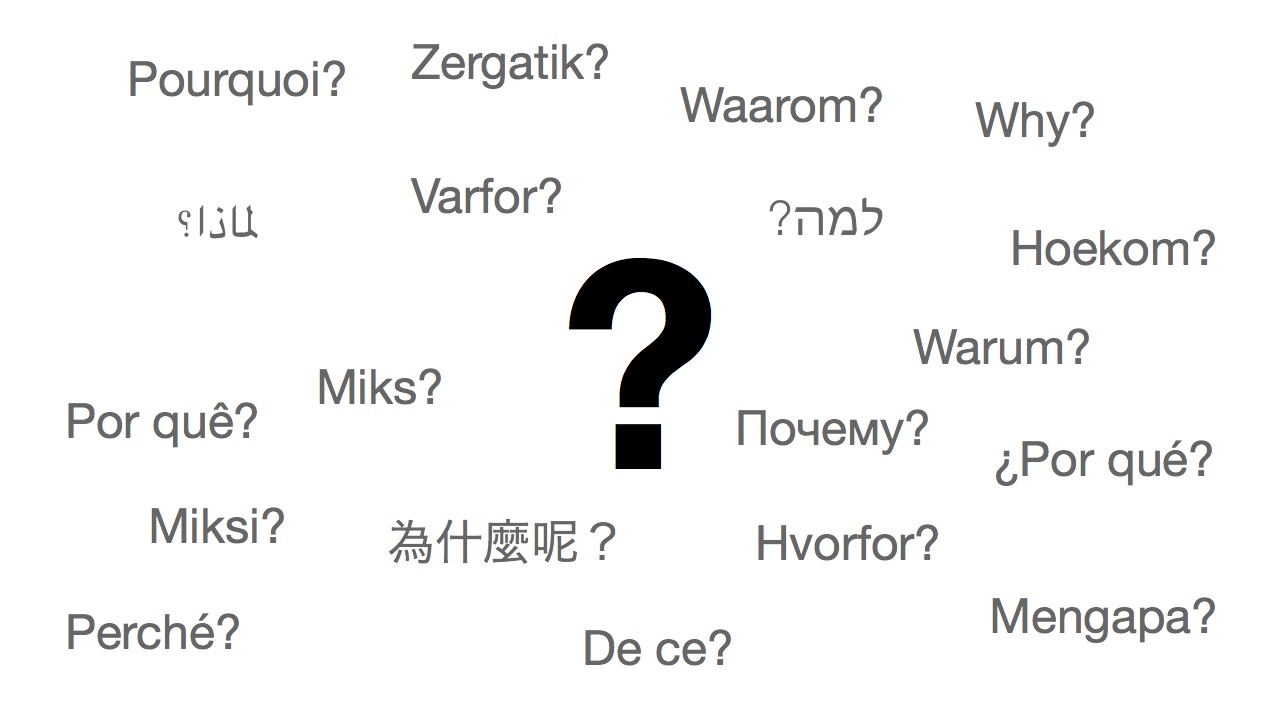 Pourquoi?
Zergatik?
Waarom?
Why?
لماذا؟
Varfor?
למה?
Hoekom?
?
Warum?
Miks?
Por quê?
Почему?
¿Por qué?
Miksi?
為什麼呢？
Hvorfor?
Perché?
De ce?
Mengapa?